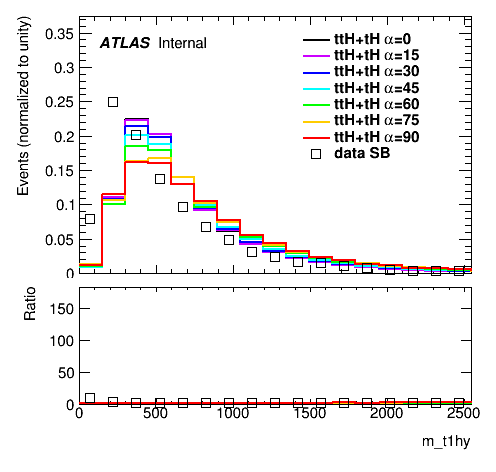 ATLAS Internal
ttH+tH α=0
ttH+tH α=15
ttH+tH α=30
ttH+tH α=45
ttH+tH α=60
ttH+tH α=75
ttH+tH α=90
data SB
Events (normalized to unity)
0.35
0.3
0.25
0.2
0.15
0.1
0.05
0
Ratio
150
100
50
0
0 500 1000 1500 2000 2500
m_t1hy